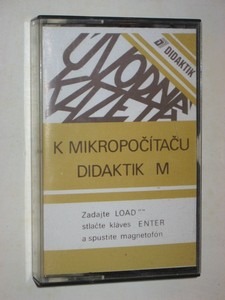 DIDAKTIK
ÚVODNÁ
KAZETA
K MIKROPOČÍTAČU
DIDAKTIK M
Zadajte LOAD ""
stlačte kláves ENTER
a spustite magnetofón